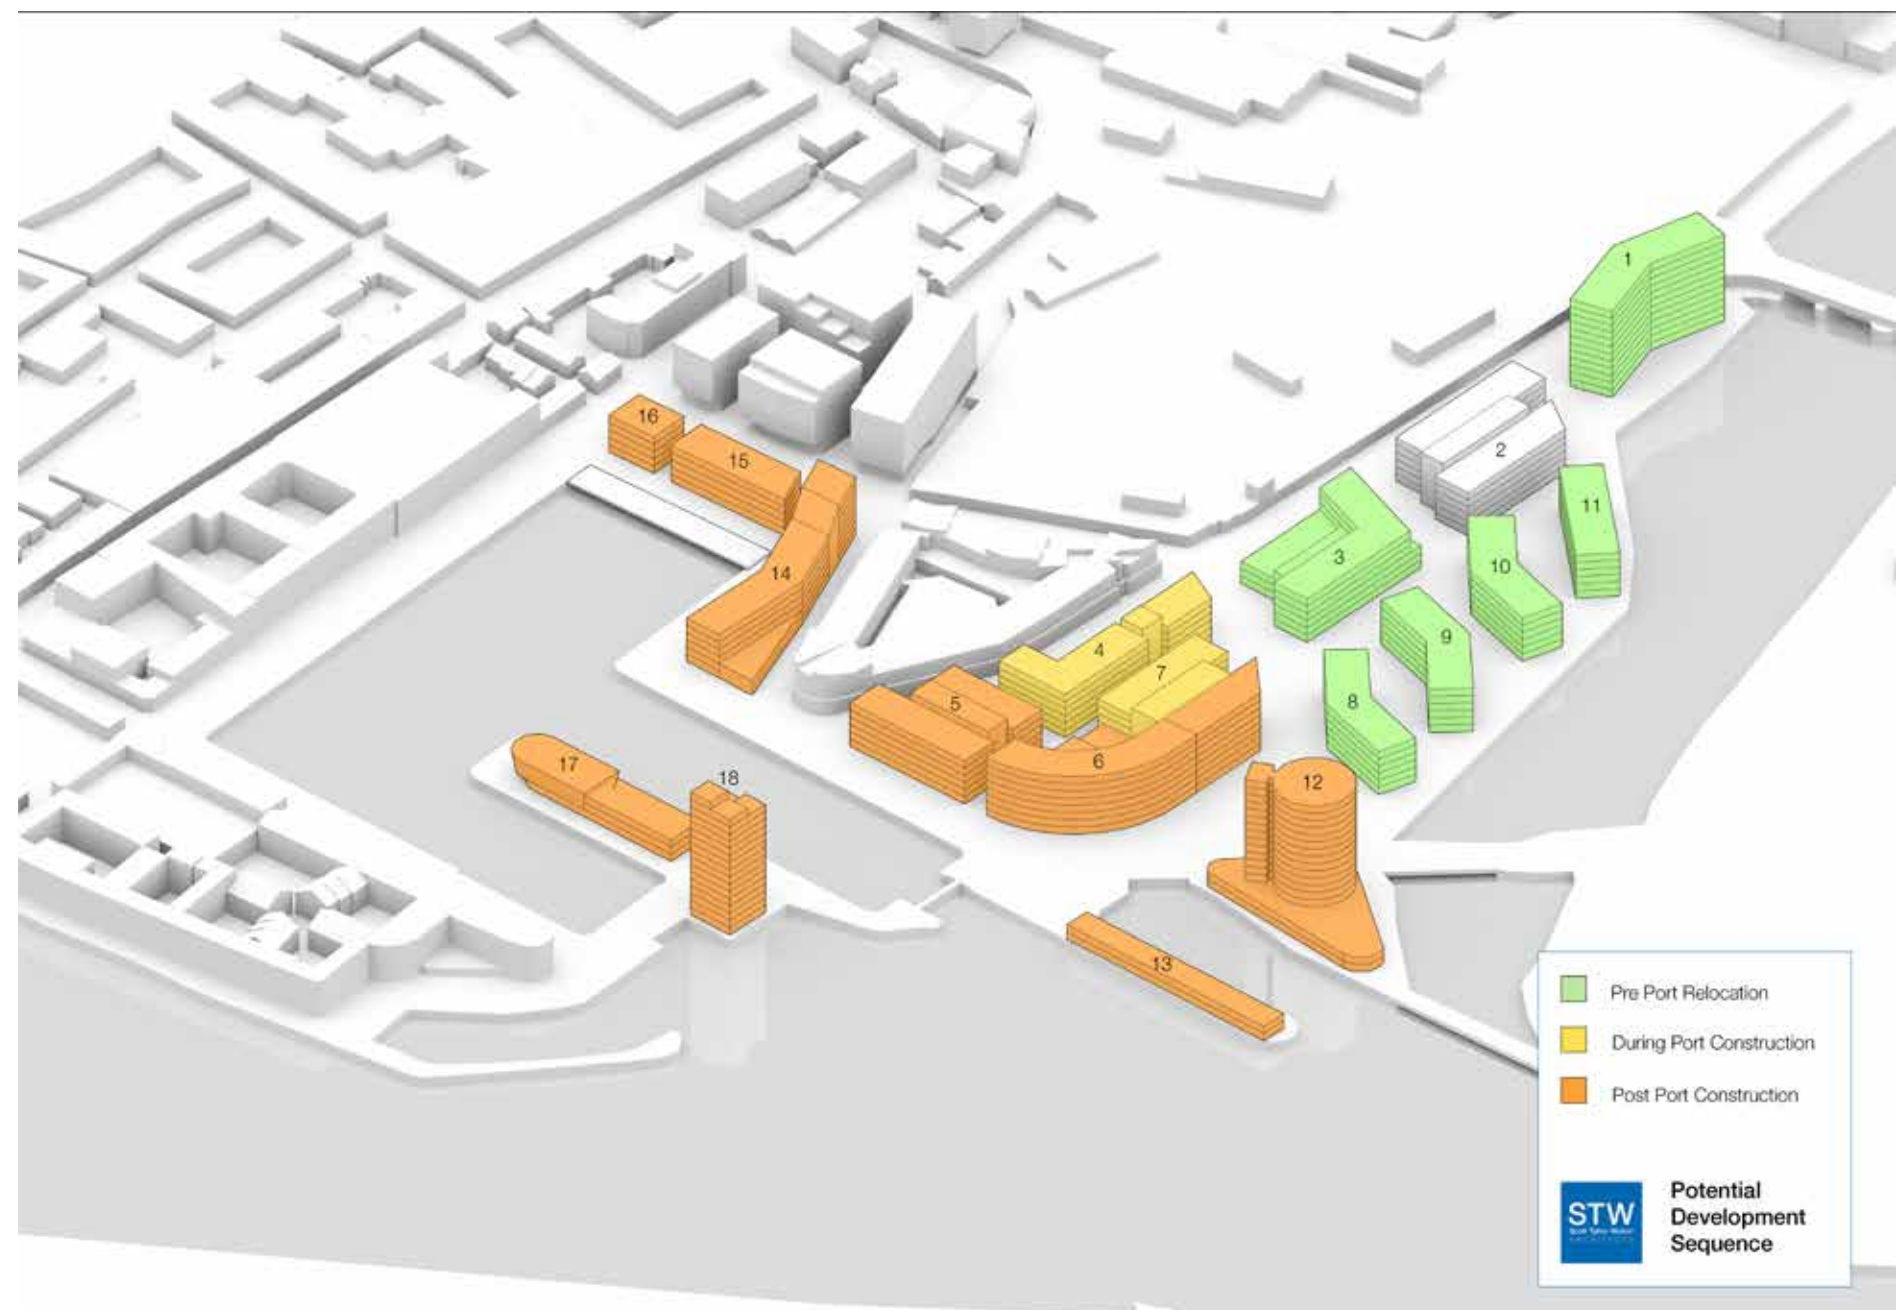 1
2
16
15
11
3
10
14
9
4
7
8
5
6
17
18
12
13
Pre Port Relocation
During Port Construction
Post Port Construction
STW
Potential
Development
Sequence